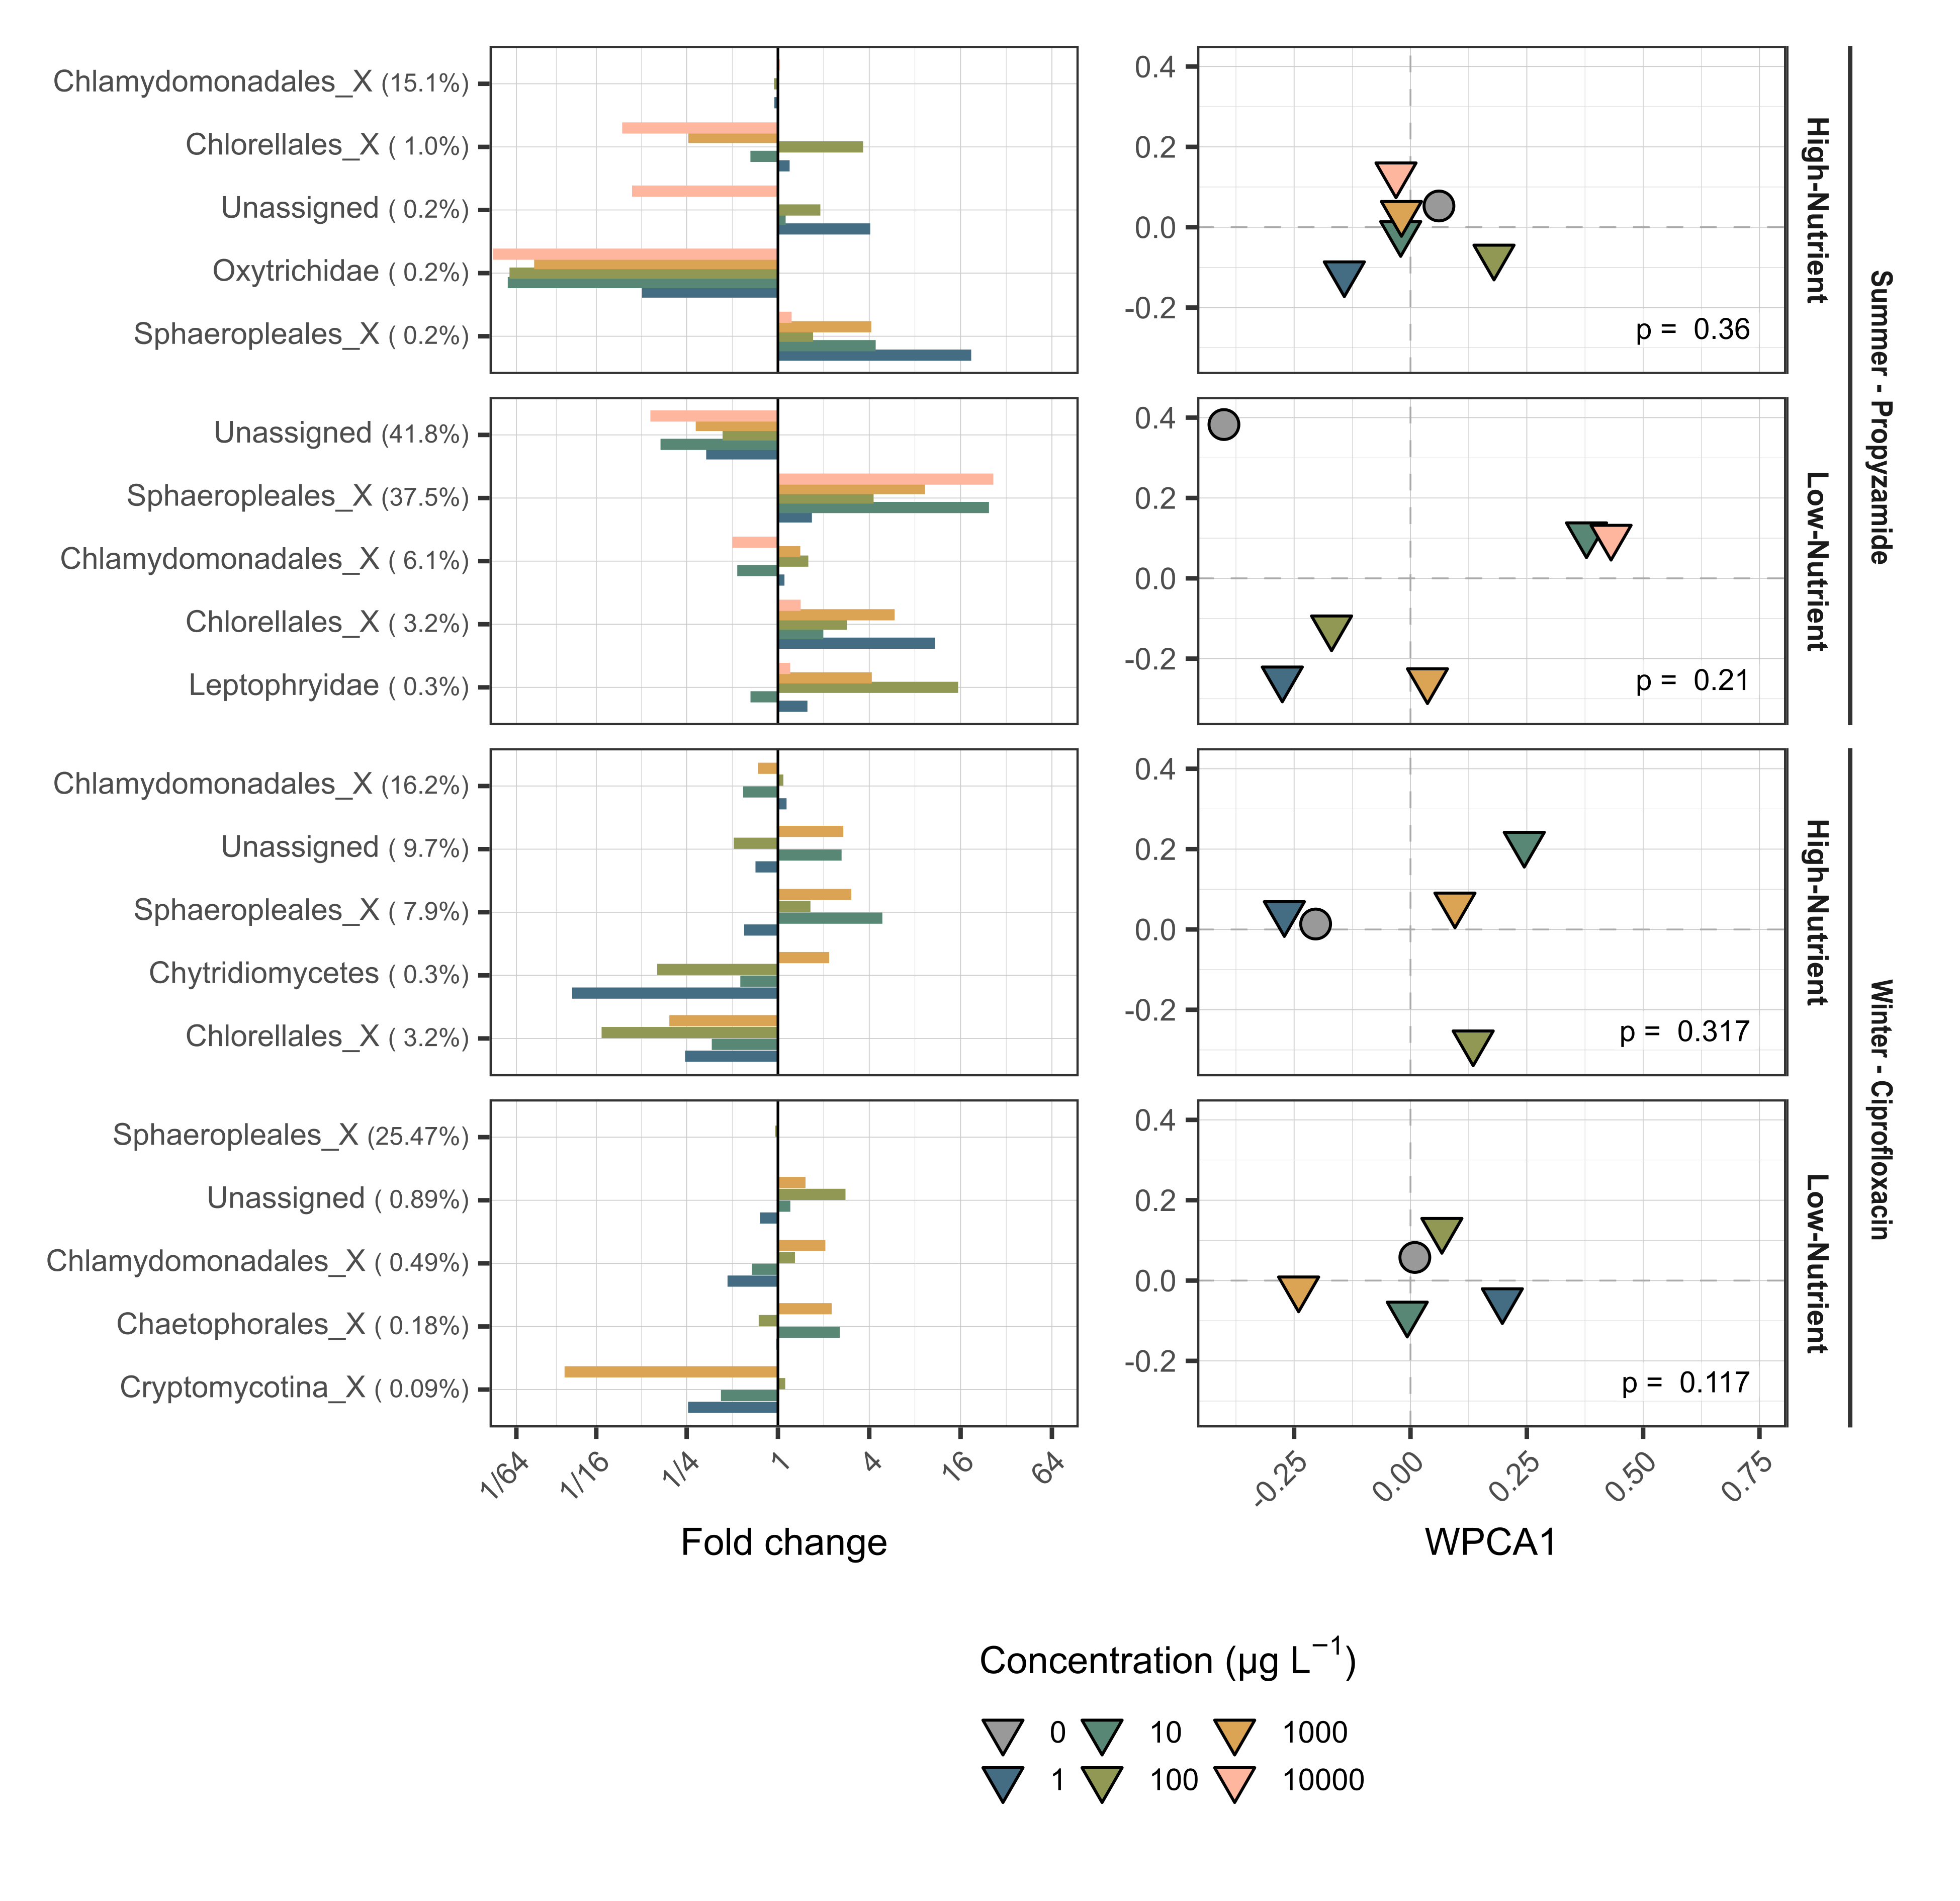 Chlamydomonadales_X (15.1%)
Chlorellales_X ( 1.0%)
Unassigned ( 0.2%)
Oxytrichidae ( 0.2%)
Sphaeropleales_X ( 0.2%)
0.4
0.2
0.0
-0.2
p = 0.36
High-Nutrient
Summer - Propyzamide
Unassigned (41.8%)
Sphaeropleales_X (37.5%)
Chlamydomonadales_X ( 6.1%)
Chlorellales_X ( 3.2%)
Leptophryidae ( 0.3%)
0.4
0.2
0.0
-0.2
p = 0.21
Low-Nutrient
Chlamydomonadales_X (16.2%)
Unassigned ( 9.7%)
Sphaeropleales_X ( 7.9%)
Chytridiomycetes ( 0.3%)
Chlorellales_X ( 3.2%)
0.4
0.2
0.0
-0.2
p = 0.317
High-Nutrient
Winter - Ciprofloxacin
Sphaeropleales_X (25.47%)
Unassigned ( 0.89%)
Chlamydomonadales_X ( 0.49%)
Chaetophorales_X ( 0.18%)
Cryptomycotina_X ( 0.09%)
0.4
0.2
0.0
-0.2
p = 0.117
Low-Nutrient
1/64 1/16 1/4 1 4 16 64
Fold change
-0.25 0.00 0.25 0.50 0.75
WPCA1
Concentration (µg L⁻¹)
0 10 1000
1 100 10000